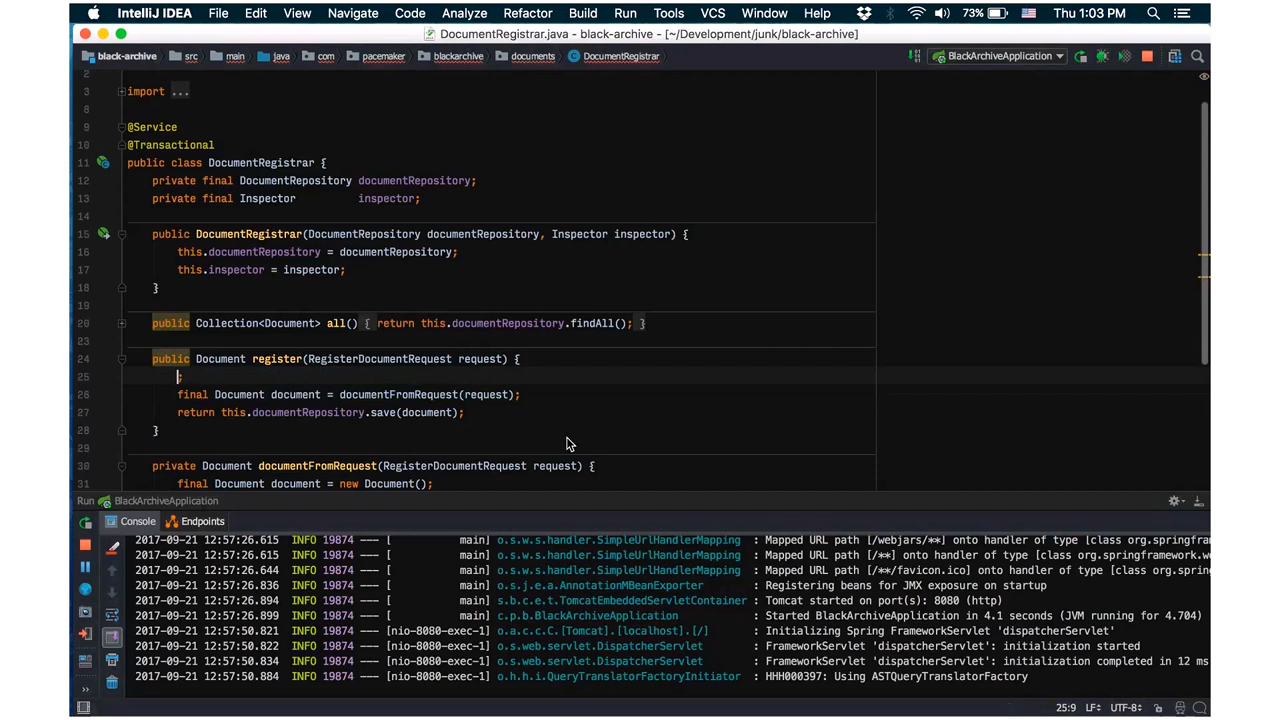 IntelliJ IDEA File Edit View Navigate Code Analyze Refactor Build Run Tools VCS Window Help 73% Thu 1:03 PM
DocumentRegistrar.java - black-archive - [~/Development/junk/black-archive]
black-archive src main java com pacemaker blackarchive documents DocumentRegistrar BlackArchiveApplication
2
3 import ...
8
9 @Service
10 @Transactional
11 public class DocumentRegistrar {
12 private final DocumentRepository documentRepository;
13 private final Inspector inspector;
14
15 public DocumentRegistrar(DocumentRepository documentRepository, Inspector inspector) {
16 this.documentRepository = documentRepository;
17 this.inspector = inspector;
18 }
19
20 public Collection<Document> all() { return this.documentRepository.findAll(); }
23
24 public Document register(RegisterDocumentRequest request) {
25 ;
26 final Document document = documentFromRequest(request);
27 return this.documentRepository.save(document);
28 }
29
30 private Document documentFromRequest(RegisterDocumentRequest request) {
31 final Document document = new Document();
Run BlackArchiveApplication
Console Endpoints
2017-09-21 12:57:26.615 INFO 19874 --- [ main] o.s.w.s.handler.SimpleUrlHandlerMapping : Mapped URL path [/webjars/**] onto handler of type [class org.springframewor
2017-09-21 12:57:26.615 INFO 19874 --- [ main] o.s.w.s.handler.SimpleUrlHandlerMapping : Mapped URL path [/**] onto handler of type [class org.springframework.w
2017-09-21 12:57:26.644 INFO 19874 --- [ main] o.s.w.s.handler.SimpleUrlHandlerMapping : Mapped URL path [/**/favicon.ico] onto handler of type [class org.spring
2017-09-21 12:57:26.836 INFO 19874 --- [ main] o.s.j.e.a.AnnotationMBeanExporter : Registering beans for JMX exposure on startup
2017-09-21 12:57:26.894 INFO 19874 --- [ main] s.b.c.e.t.TomcatEmbeddedServletContainer : Tomcat started on port(s): 8080 (http)
2017-09-21 12:57:26.899 INFO 19874 --- [ main] c.p.b.BlackArchiveApplication : Started BlackArchiveApplication in 4.1 seconds (JVM running for 4.704)
2017-09-21 12:57:50.821 INFO 19874 --- [nio-8080-exec-1] o.a.c.c.C.[Tomcat].[localhost].[/] : Initializing Spring FrameworkServlet 'dispatcherServlet'
2017-09-21 12:57:50.822 INFO 19874 --- [nio-8080-exec-1] o.s.web.servlet.DispatcherServlet : FrameworkServlet 'dispatcherServlet': initialization started
2017-09-21 12:57:50.834 INFO 19874 --- [nio-8080-exec-1] o.s.web.servlet.DispatcherServlet : FrameworkServlet 'dispatcherServlet': initialization completed in 12 ms
2017-09-21 12:57:50.884 INFO 19874 --- [nio-8080-exec-1] o.h.h.i.QueryTranslatorFactoryInitiator : HHH000397: Using ASTQueryTranslatorFactory
25:9 LF UTF-8